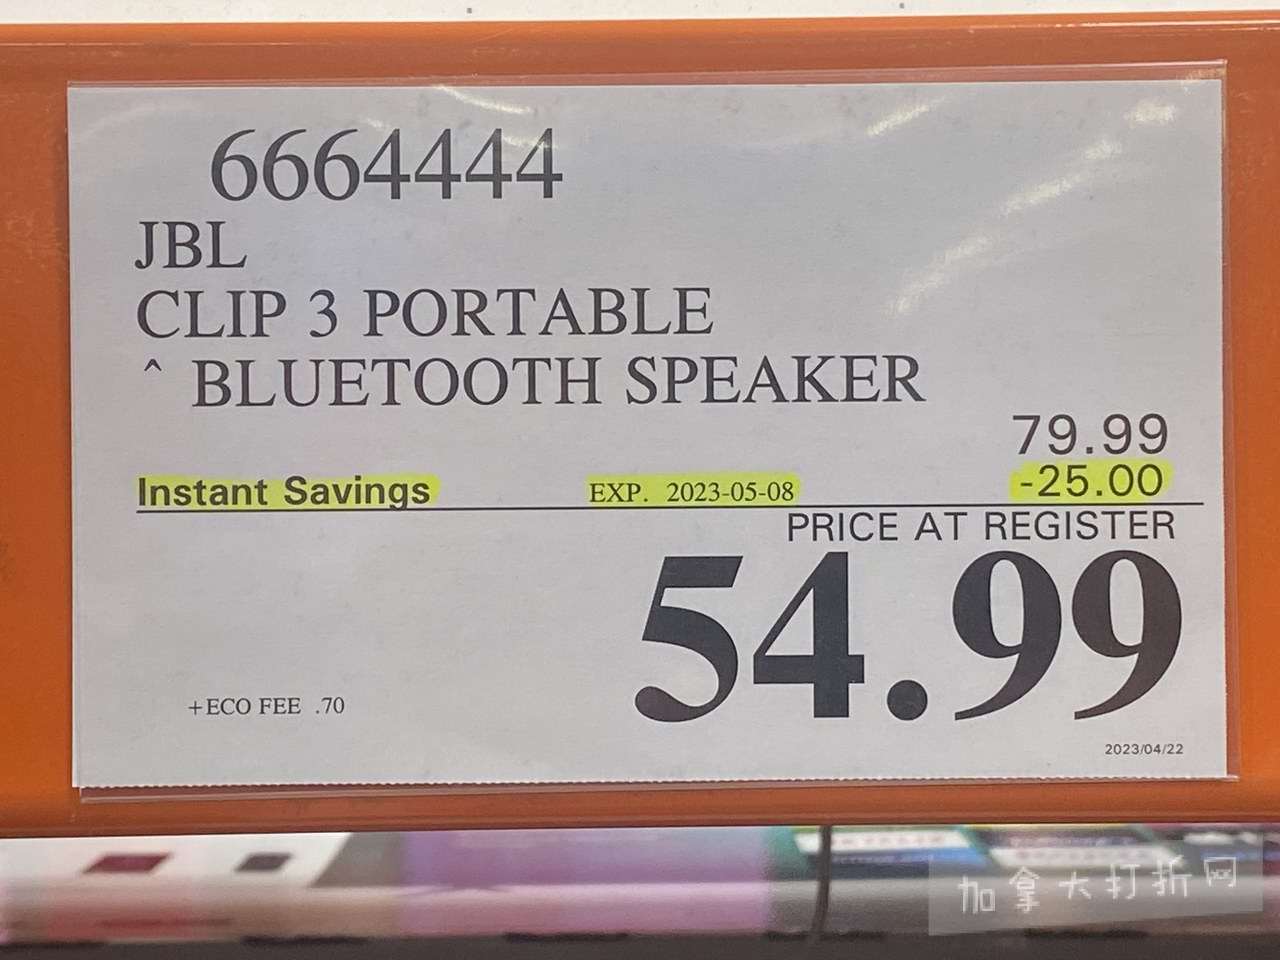 6664444
JBL
CLIP 3 PORTABLE
^ BLUETOOTH SPEAKER
79.99
Instant Savings EXP. 2023-05-08 -25.00
PRICE AT REGISTER
54.99
+ECO FEE .70
2023/04/22
加拿大打折网